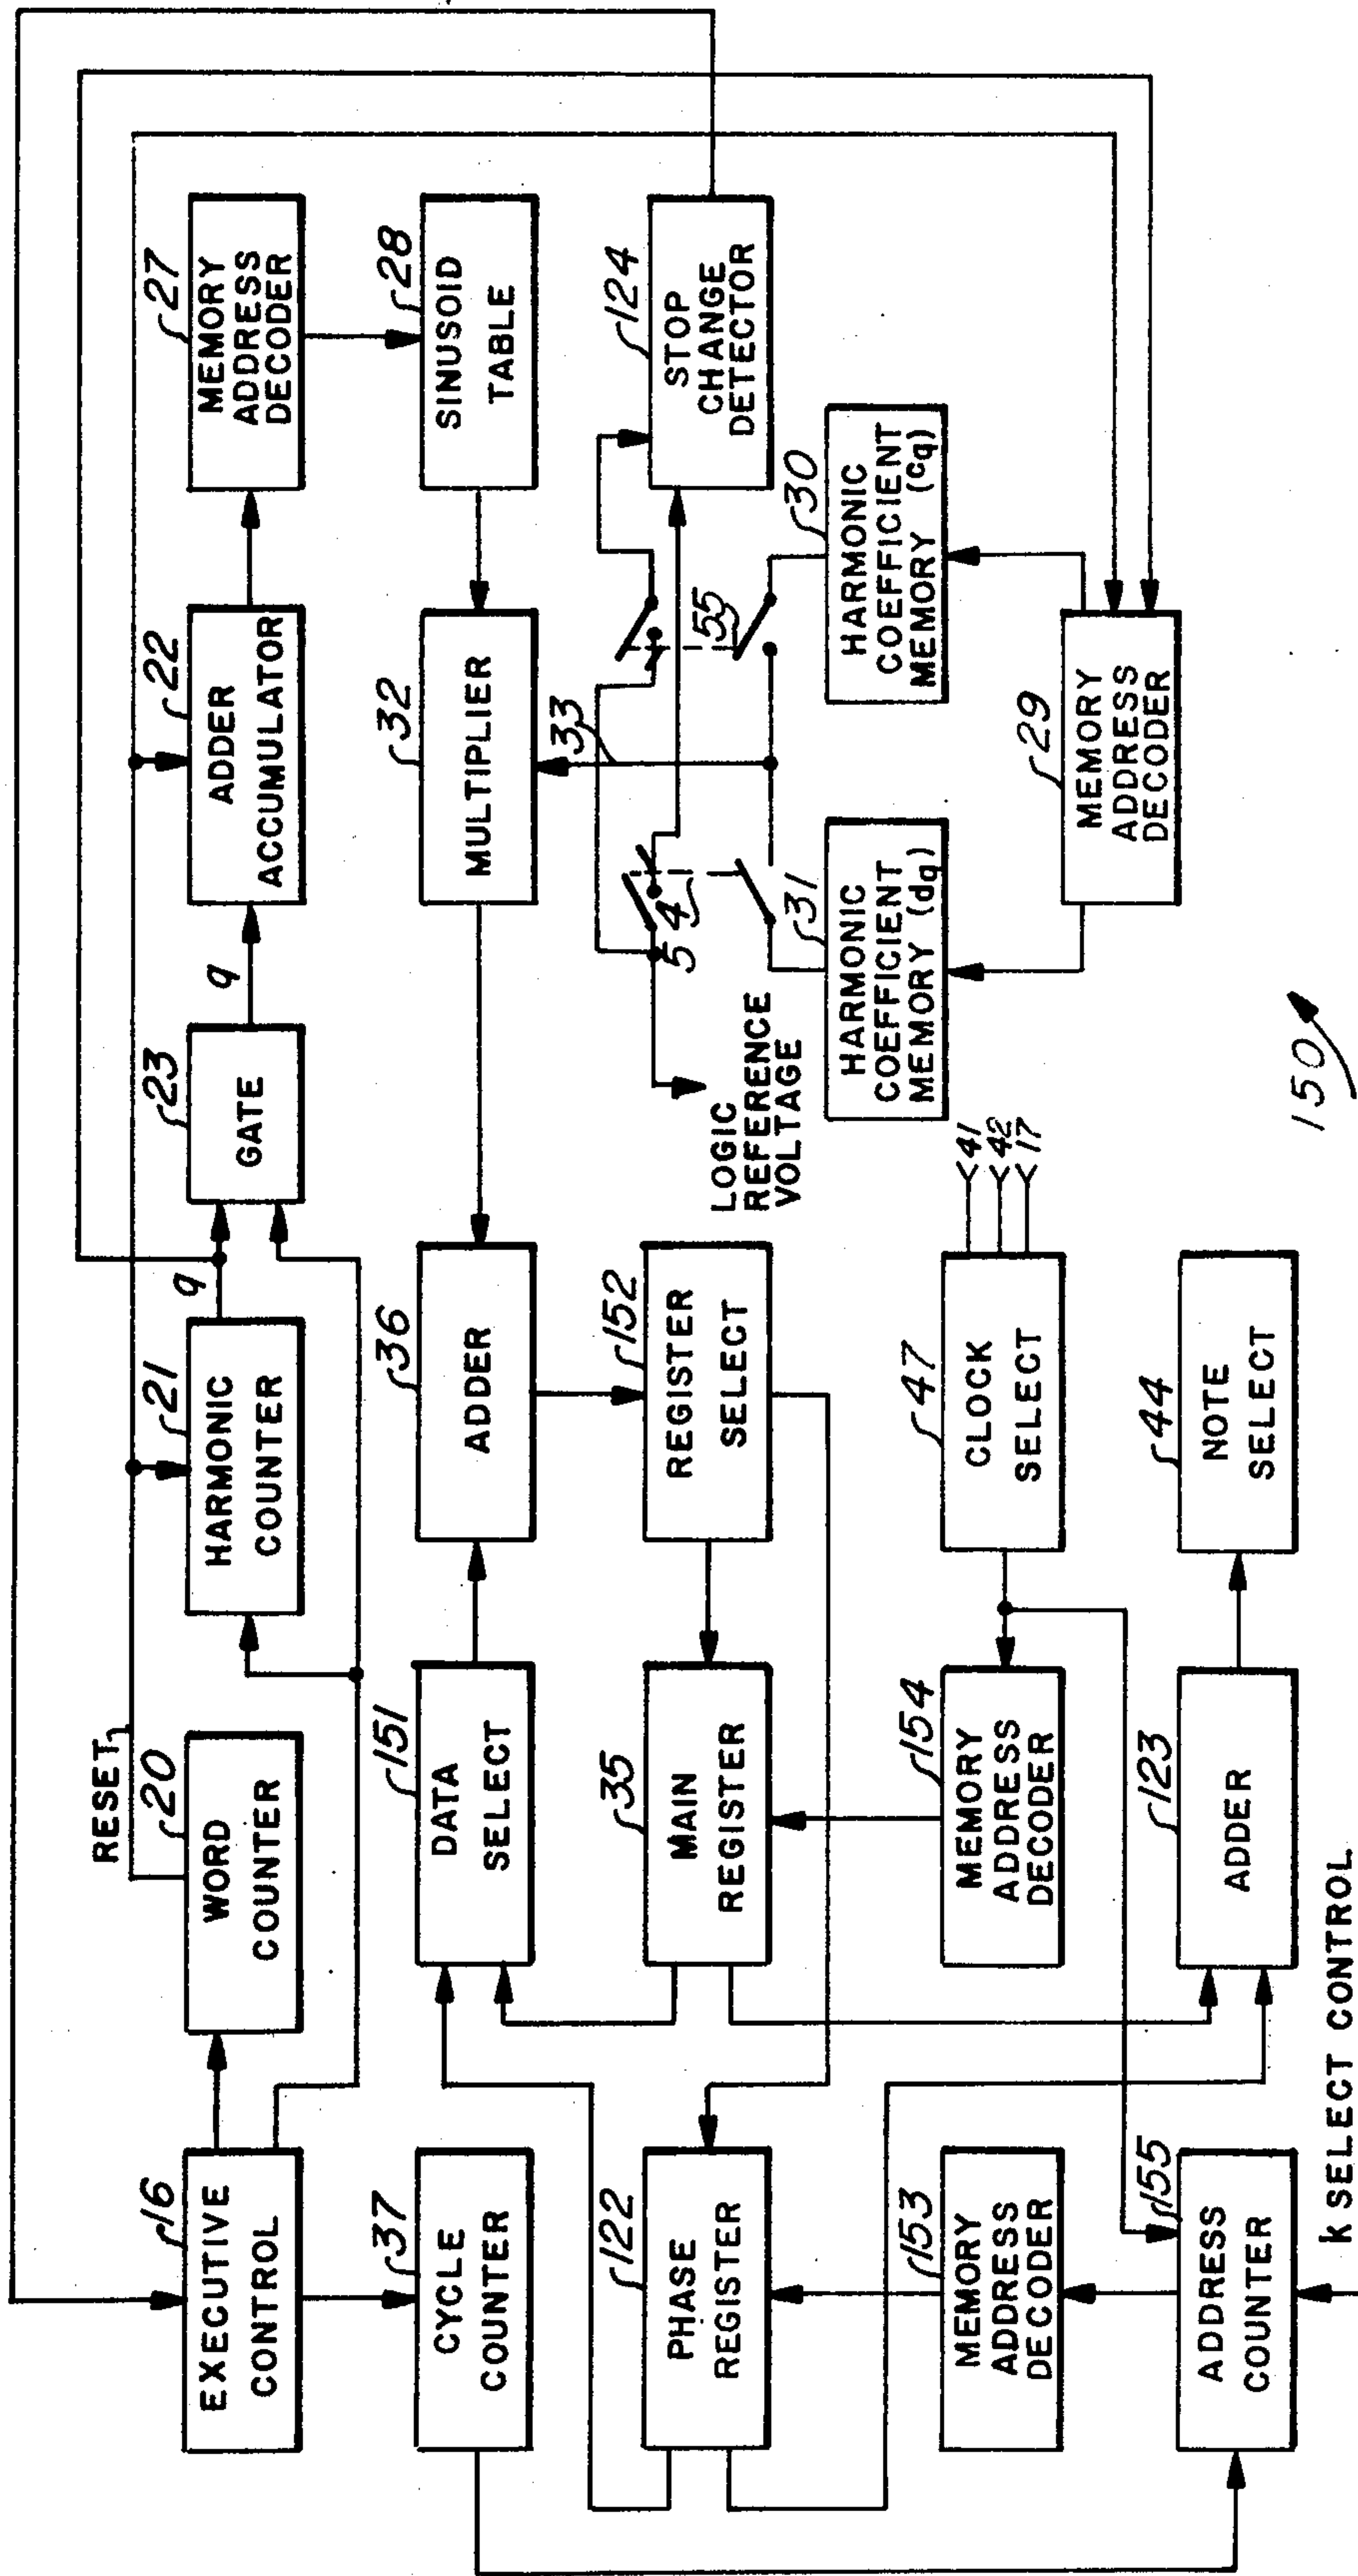 RESET
16
EXECUTIVE
CONTROL
20
WORD
COUNTER
21
HARMONIC
COUNTER
q
23
GATE
q
22
ADDER
ACCUMULATOR
27
MEMORY
ADDRESS
DECODER
37
CYCLE
COUNTER
151
DATA
SELECT
36
ADDER
32
MULTIPLIER
28
SINUSOID
TABLE
122
PHASE
REGISTER
35
MAIN
REGISTER
152
REGISTER
SELECT
33
54
55
124
STOP
CHANGE
DETECTOR
LOGIC
REFERENCE
VOLTAGE
31
HARMONIC
COEFFICIENT
MEMORY (dq)
30
HARMONIC
COEFFICIENT
MEMORY (cq)
153
MEMORY
ADDRESS
DECODER
154
MEMORY
ADDRESS
DECODER
47
CLOCK
SELECT
41
42
17
29
MEMORY
ADDRESS
DECODER
155
ADDRESS
COUNTER
123
ADDER
44
NOTE
SELECT
150
k SELECT CONTROL